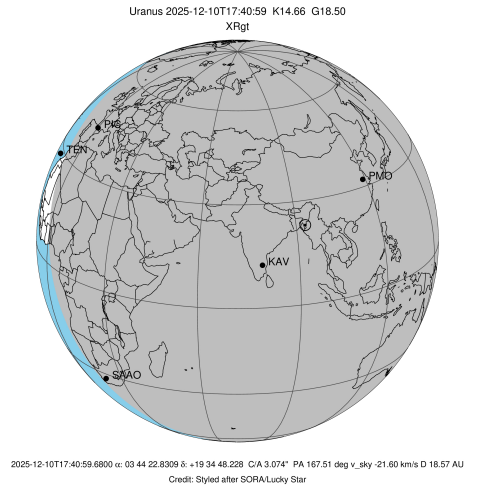 Uranus 2025-12-10T17:40:59 K14.66 G18.50
XRgt
PIC
TEN
PMO
KAV
SAAO
2025-12-10T17:40:59.6800 α: 03 44 22.8309 δ: +19 34 48.228 C/A 3.074" PA 167.51 deg v_sky -21.60 km/s D 18.57 AU
Credit: Styled after SORA/Lucky Star